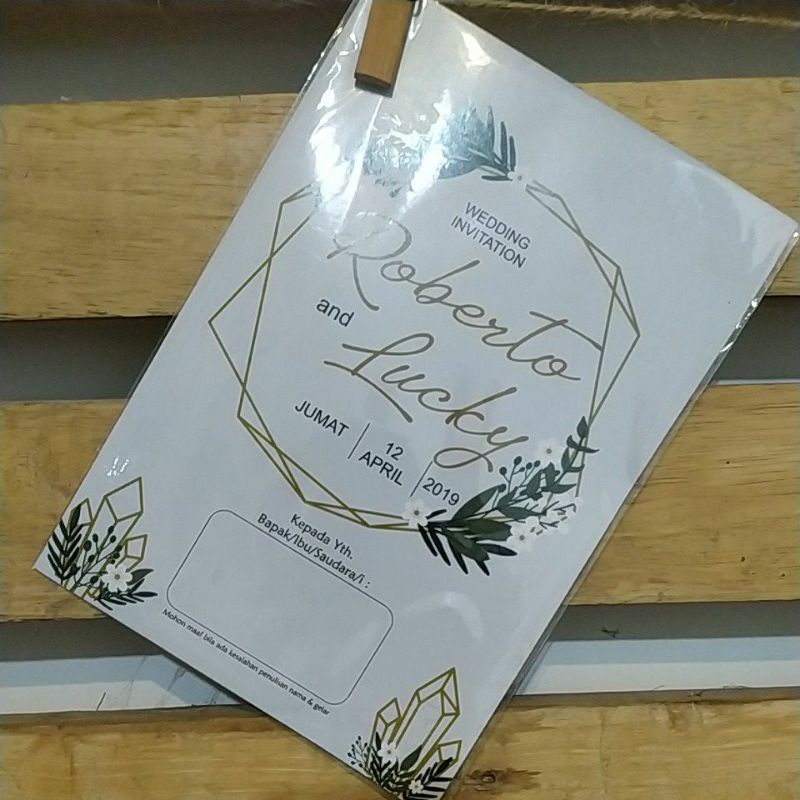 WEDDING
INVITATION
Roberto
and
Lucky
JUMAT
12
APRIL
2019
Kepada Yth.
Bapak/Ibu/Saudara/i :
Mohon maaf bila ada kesalahan penulisan nama & gelar